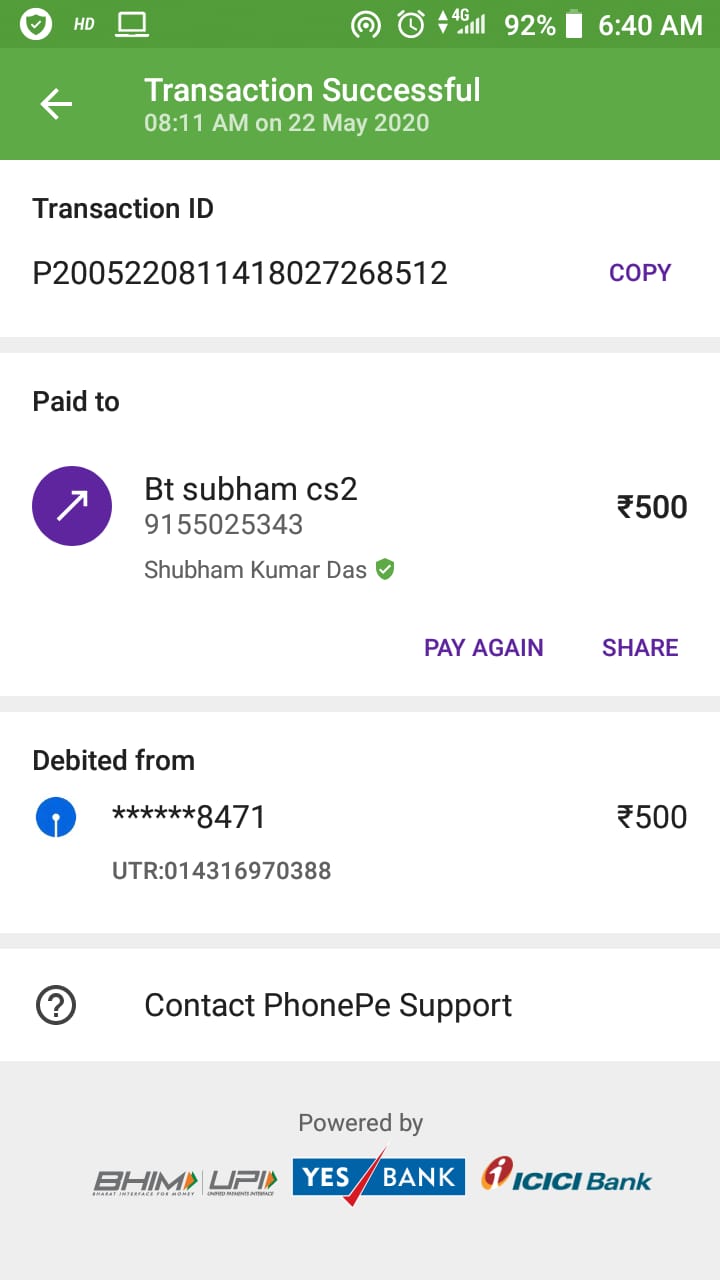 HD 4G 92% 6:40 AM
Transaction Successful
08:11 AM on 22 May 2020
Transaction ID
P2005220811418027268512 COPY
Paid to
Bt subham cs2
9155025343 ₹500
Shubham Kumar Das
PAY AGAIN SHARE
Debited from
******8471 ₹500
UTR:014316970388
Contact PhonePe Support
Powered by
BHIM UPI YES BANK ICICI Bank
BHARAT INTERFACE FOR MONEY UNIFIED PAYMENTS INTERFACE